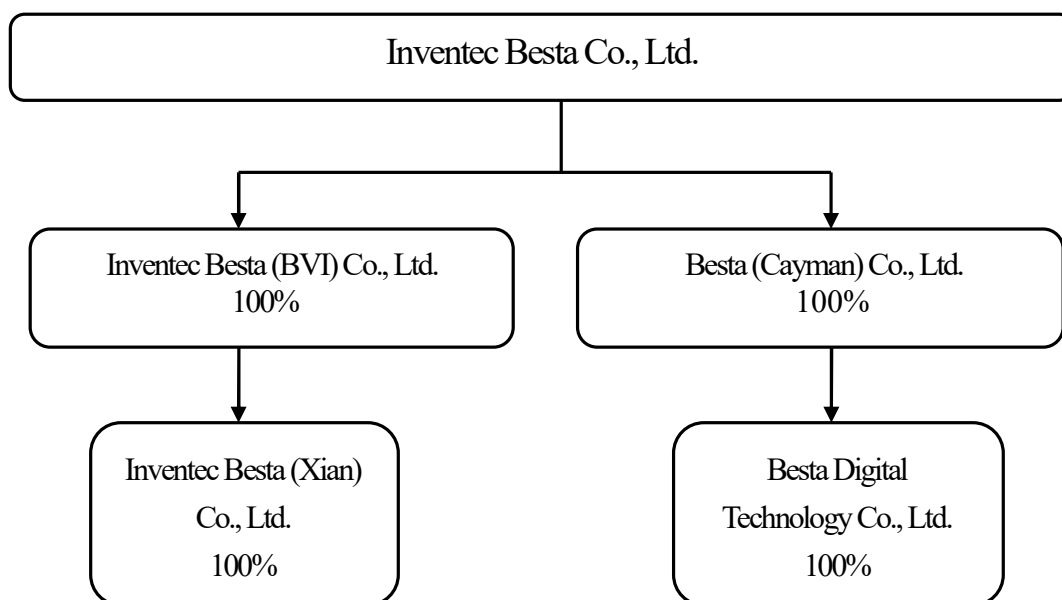 Inventec Besta Co., Ltd.
Inventec Besta (BVI) Co., Ltd.
100%
Besta (Cayman) Co., Ltd.
100%
Inventec Besta (Xian)
Co., Ltd.
100%
Besta Digital
Technology Co., Ltd.
100%